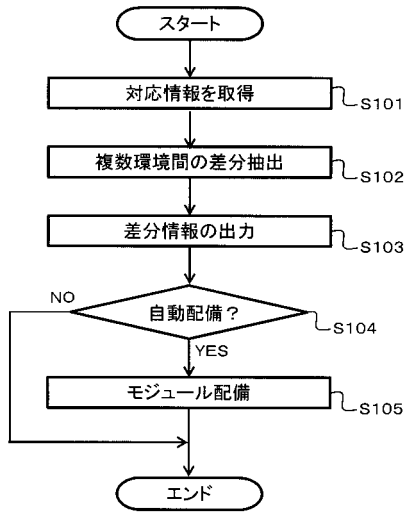 スタート
対応情報を取得
S101
複数環境間の差分抽出
S102
差分情報の出力
S103
NO
自動配備？
S104
YES
モジュール配備
S105
エンド